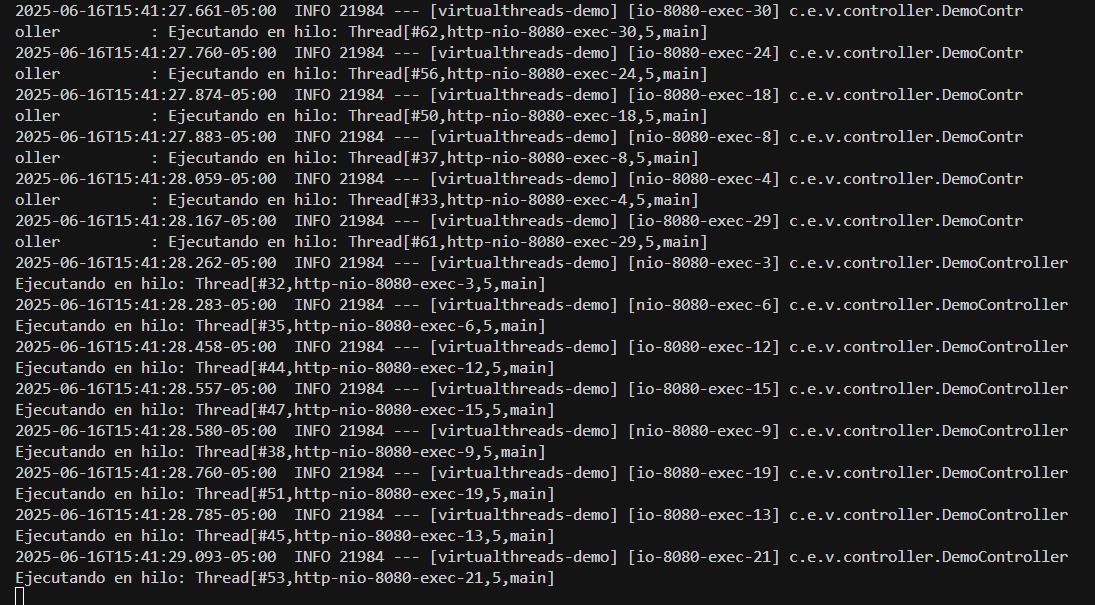 2025-06-16T15:41:27.661-05:00  INFO 21984 --- [virtualthreads-demo] [io-8080-exec-30] c.e.v.controller.DemoContr
oller          : Ejecutando en hilo: Thread[#62,http-nio-8080-exec-30,5,main]
2025-06-16T15:41:27.760-05:00  INFO 21984 --- [virtualthreads-demo] [io-8080-exec-24] c.e.v.controller.DemoContr
oller          : Ejecutando en hilo: Thread[#56,http-nio-8080-exec-24,5,main]
2025-06-16T15:41:27.874-05:00  INFO 21984 --- [virtualthreads-demo] [io-8080-exec-18] c.e.v.controller.DemoContr
oller          : Ejecutando en hilo: Thread[#50,http-nio-8080-exec-18,5,main]
2025-06-16T15:41:27.883-05:00  INFO 21984 --- [virtualthreads-demo] [nio-8080-exec-8] c.e.v.controller.DemoContr
oller          : Ejecutando en hilo: Thread[#37,http-nio-8080-exec-8,5,main]
2025-06-16T15:41:28.059-05:00  INFO 21984 --- [virtualthreads-demo] [nio-8080-exec-4] c.e.v.controller.DemoContr
oller          : Ejecutando en hilo: Thread[#33,http-nio-8080-exec-4,5,main]
2025-06-16T15:41:28.167-05:00  INFO 21984 --- [virtualthreads-demo] [io-8080-exec-29] c.e.v.controller.DemoContr
oller          : Ejecutando en hilo: Thread[#61,http-nio-8080-exec-29,5,main]
2025-06-16T15:41:28.262-05:00  INFO 21984 --- [virtualthreads-demo] [nio-8080-exec-3] c.e.v.controller.DemoController
Ejecutando en hilo: Thread[#32,http-nio-8080-exec-3,5,main]
2025-06-16T15:41:28.283-05:00  INFO 21984 --- [virtualthreads-demo] [nio-8080-exec-6] c.e.v.controller.DemoController
Ejecutando en hilo: Thread[#35,http-nio-8080-exec-6,5,main]
2025-06-16T15:41:28.458-05:00  INFO 21984 --- [virtualthreads-demo] [io-8080-exec-12] c.e.v.controller.DemoController
Ejecutando en hilo: Thread[#44,http-nio-8080-exec-12,5,main]
2025-06-16T15:41:28.557-05:00  INFO 21984 --- [virtualthreads-demo] [io-8080-exec-15] c.e.v.controller.DemoController
Ejecutando en hilo: Thread[#47,http-nio-8080-exec-15,5,main]
2025-06-16T15:41:28.580-05:00  INFO 21984 --- [virtualthreads-demo] [nio-8080-exec-9] c.e.v.controller.DemoController
Ejecutando en hilo: Thread[#38,http-nio-8080-exec-9,5,main]
2025-06-16T15:41:28.760-05:00  INFO 21984 --- [virtualthreads-demo] [io-8080-exec-19] c.e.v.controller.DemoController
Ejecutando en hilo: Thread[#51,http-nio-8080-exec-19,5,main]
2025-06-16T15:41:28.785-05:00  INFO 21984 --- [virtualthreads-demo] [io-8080-exec-13] c.e.v.controller.DemoController
Ejecutando en hilo: Thread[#45,http-nio-8080-exec-13,5,main]
2025-06-16T15:41:29.093-05:00  INFO 21984 --- [virtualthreads-demo] [io-8080-exec-21] c.e.v.controller.DemoController
Ejecutando en hilo: Thread[#53,http-nio-8080-exec-21,5,main]